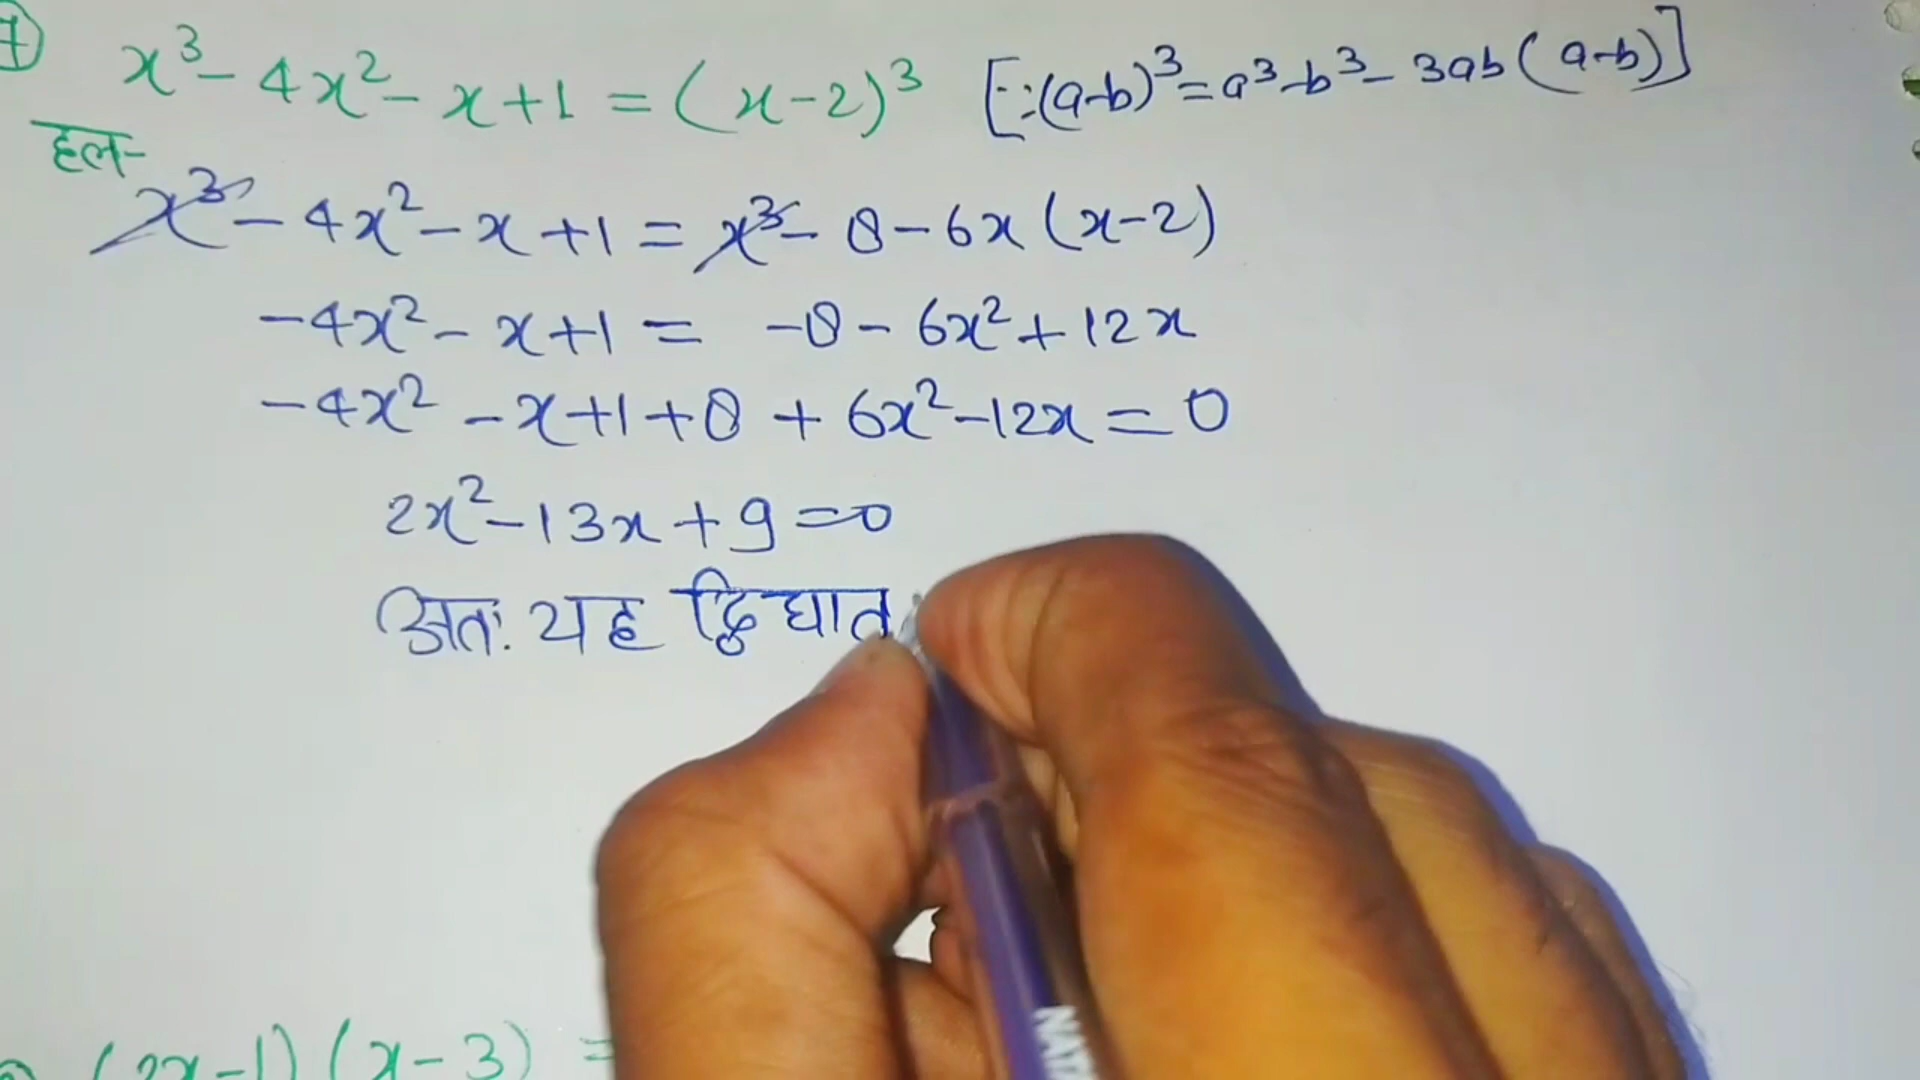 7) x³ - 4x² - x + 1 = (x-2)³ [∵(a-b)³ = a³ - b³ - 3ab(a-b)]
हल-
x³ - 4x² - x + 1 = x³ - 8 - 6x(x-2)
-4x² - x + 1 = -8 - 6x² + 12x
-4x² - x + 1 + 8 + 6x² - 12x = 0
2x² - 13x + 9 = 0
अतः यह द्विघात
(2x-1)(x-3) =